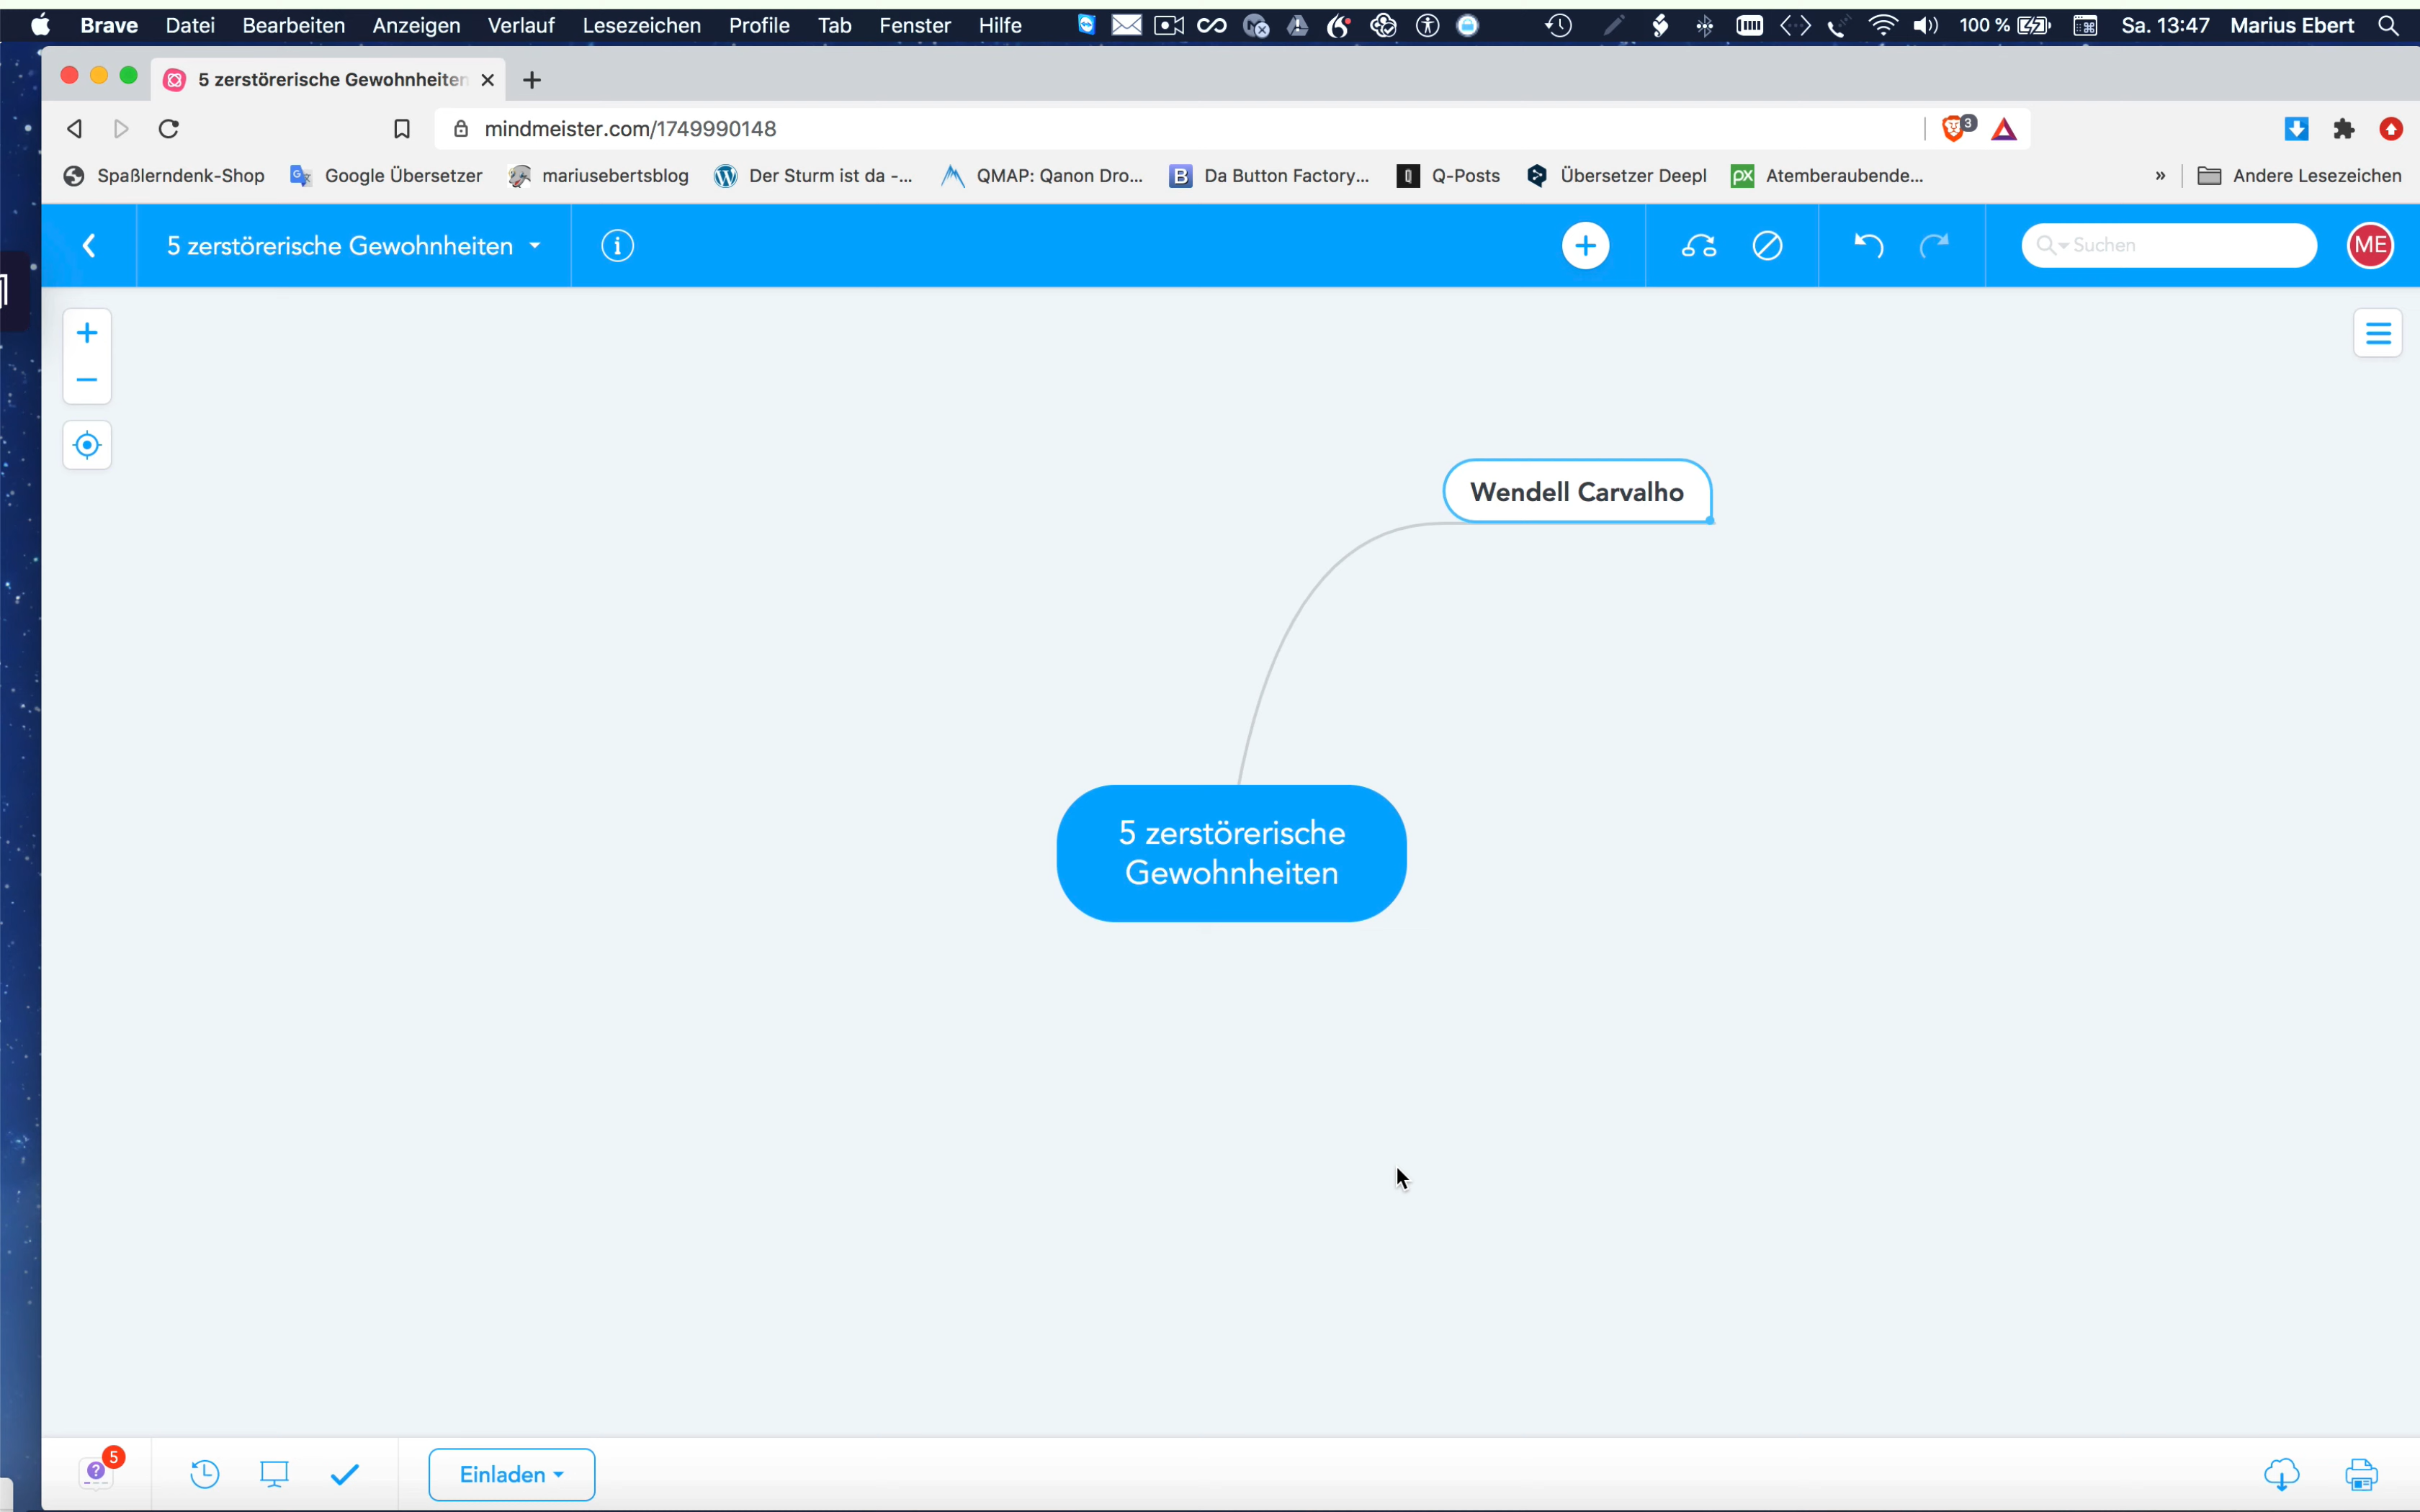 Brave Datei Bearbeiten Anzeigen Verlauf Lesezeichen Profile Tab Fenster Hilfe 100 % Sa. 13:47 Marius Ebert
5 zerstörerische Gewohnheiten
mindmeister.com/1749990148 3
Spaßlerndenk-Shop Google Übersetzer mariusebertsblog Der Sturm ist da -... QMAP: Qanon Dro... B Da Button Factory... Q Q-Posts Übersetzer Deepl px Atemberaubende... » Andere Lesezeichen
5 zerstörerische Gewohnheiten Suchen ME
Wendell Carvalho
5 zerstörerische
Gewohnheiten
5
Einladen